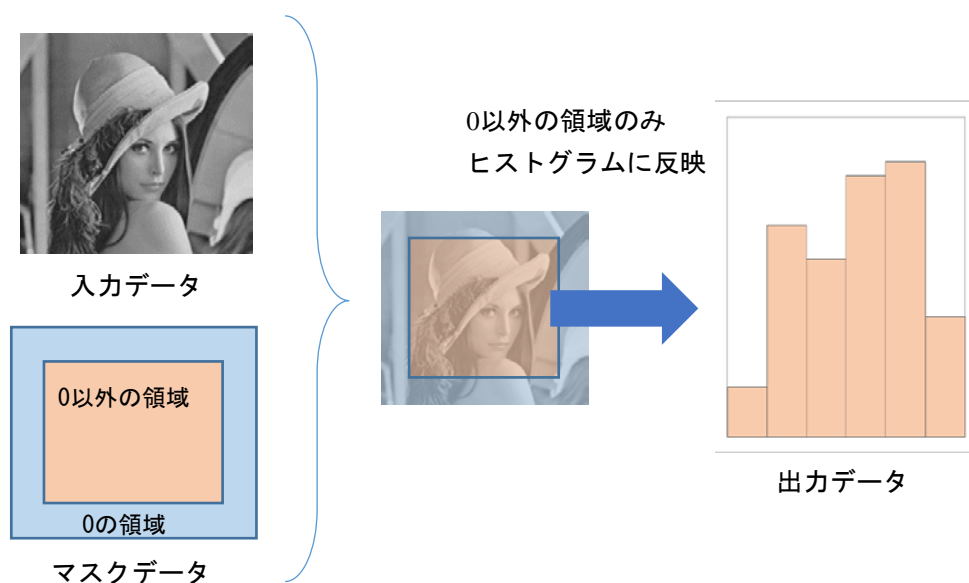 入力データ
0以外の領域
0の領域
マスクデータ
0以外の領域のみ
ヒストグラムに反映
出力データ